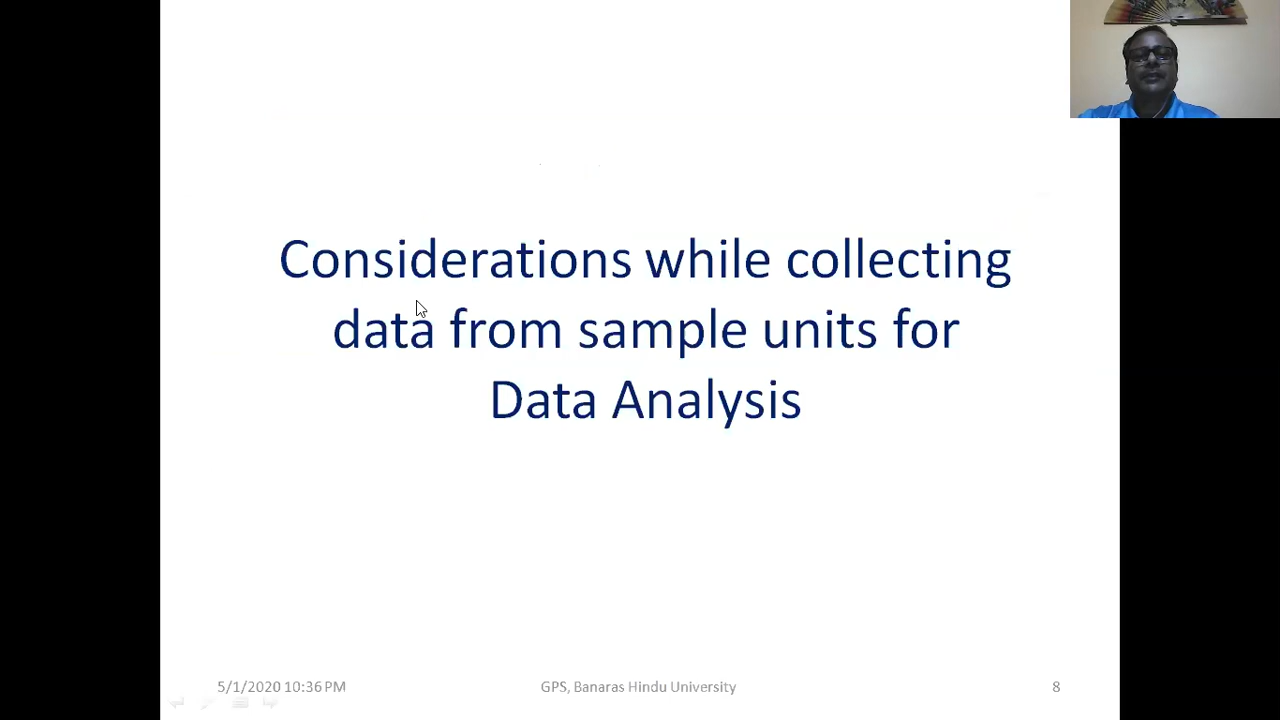 Considerations while collecting
data from sample units for
Data Analysis
5/1/2020 10:36 PM
GPS, Banaras Hindu University
8